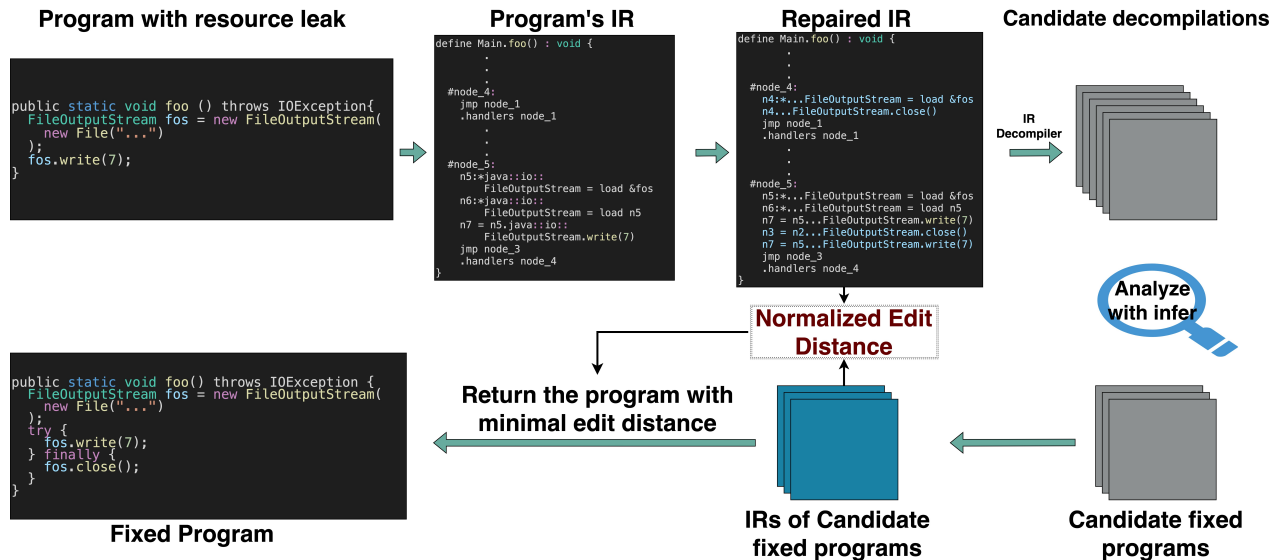 Program with resource leak
public static void foo () throws IOException{
FileOutputStream fos = new FileOutputStream(
new File("...")
);
fos.write(7);
}
Program's IR
define Main.foo() : void {
.
.
.
#node_4:
jmp node_1
.handlers node_1
.
.
.
#node_5:
n5:*java::io::
FileOutputStream = load &fos
n6:*java::io::
FileOutputStream = load n5
n7 = n5.java::io::
FileOutputStream.write(7)
jmp node_3
.handlers node_4
}
Repaired IR
define Main.foo() : void {
.
.
.
#node_4:
n4:*...FileOutputStream = load &fos
n4...FileOutputStream.close()
jmp node_1
.handlers node_1
.
.
.
#node_5:
n5:*...FileOutputStream = load &fos
n6:*...FileOutputStream = load n5
n7 = n5...FileOutputStream.write(7)
n3 = n2...FileOutputStream.close()
n7 = n5...FileOutputStream.write(7)
jmp node_3
.handlers node_4
}
IR
Decompiler
Candidate decompilations
Analyze
with infer
Normalized Edit
Distance
Return the program with
minimal edit distance
public static void foo() throws IOException {
FileOutputStream fos = new FileOutputStream(
new File("...")
);
try {
fos.write(7);
} finally {
fos.close();
}
}
Fixed Program
IRs of Candidate
fixed programs
Candidate fixed
programs